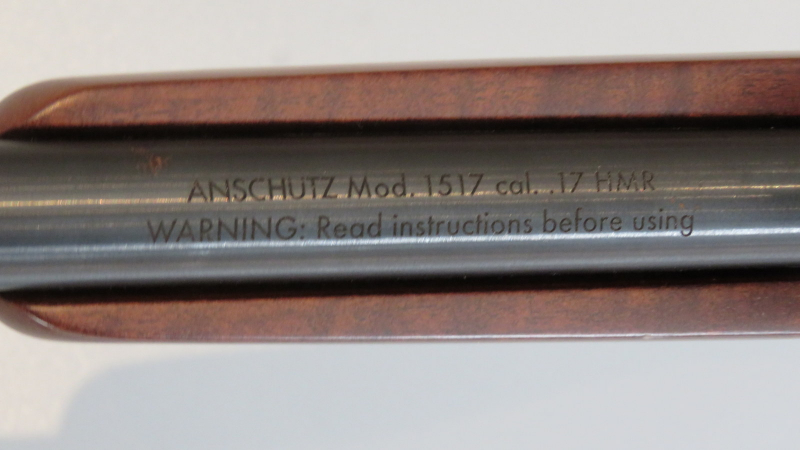 ANSCHUTZ Mod. 1517 cal. .17 HMR
WARNING: Read instructions before using